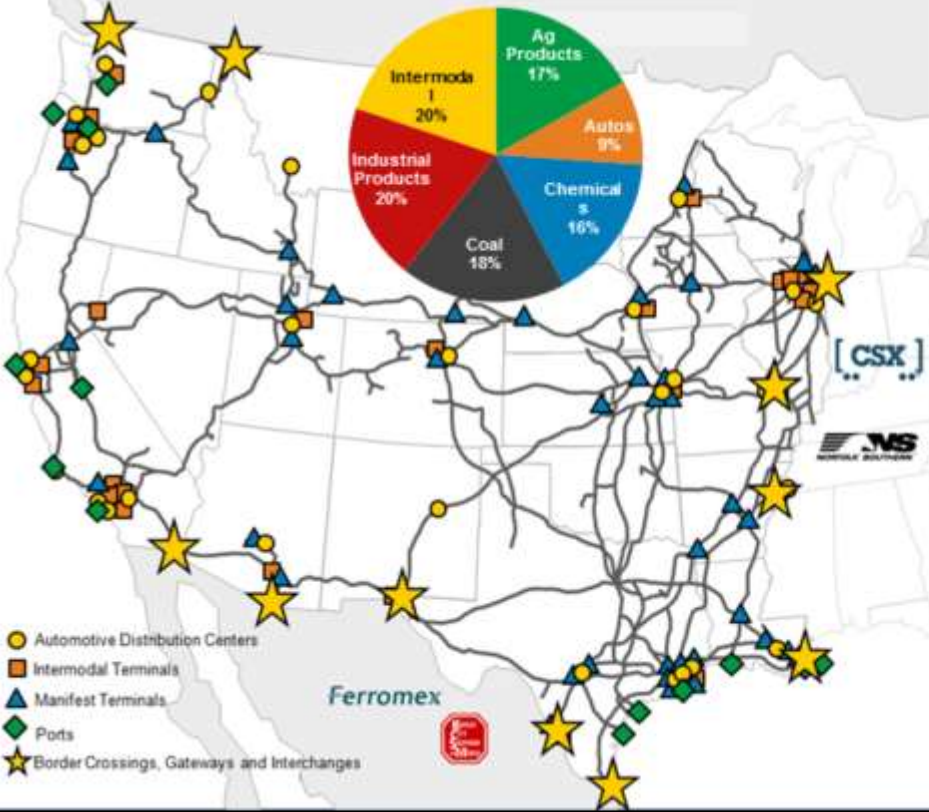 Ag
Products
17%
Intermoda
l
20%
Autos
9%
Industrial
Products
20%
Chemical
s
16%
Coal
18%
[CSX]
NS
NORFOLK SOUTHERN
Automotive Distribution Centers
Intermodal Terminals
Manifest Terminals
Ports
Border Crossings, Gateways and Interchanges
Ferromex